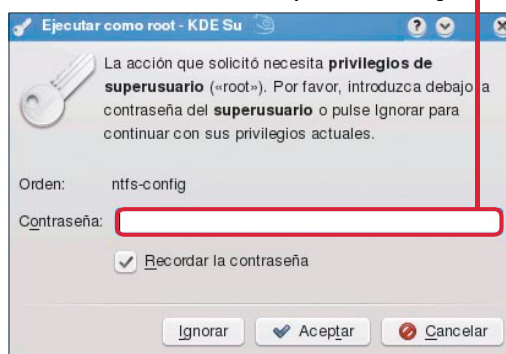 Ejecutar como root - KDE Su
La acción que solicitó necesita privilegios de
superusuario («root»). Por favor, introduzca debajo la
contraseña del superusuario o pulse Ignorar para
continuar con sus privilegios actuales.
Orden: ntfs-config
Contraseña:
Recordar la contraseña
Ignorar Aceptar Cancelar